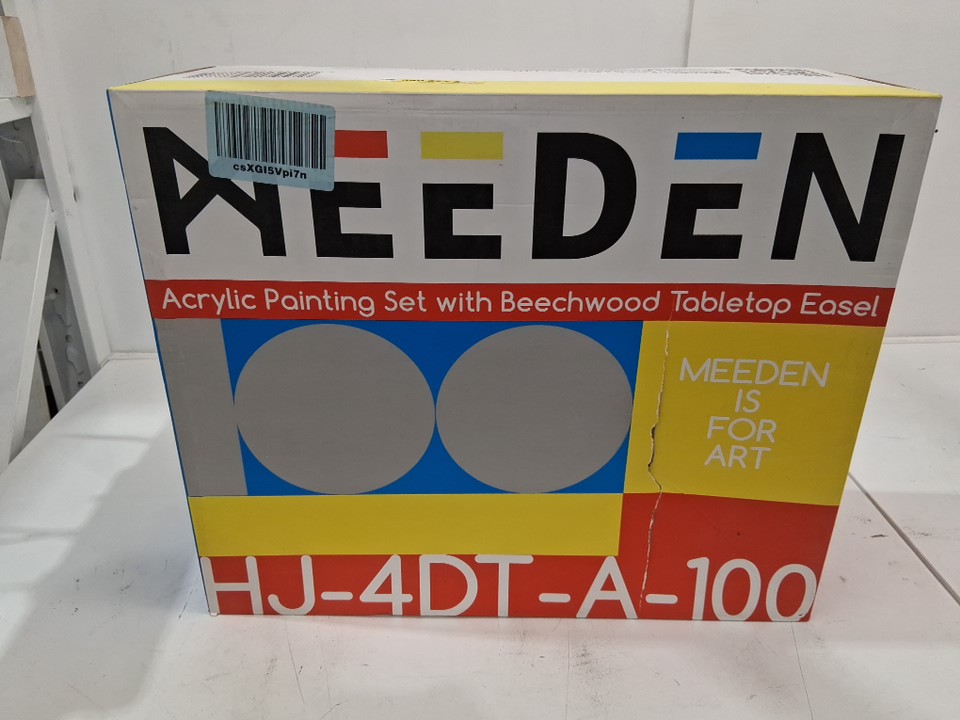 MEEDEN
csXGI5Vpi7n
Acrylic Painting Set with Beechwood Tabletop Easel
MEEDEN
IS
FOR
ART
HJ-4DT-A-100